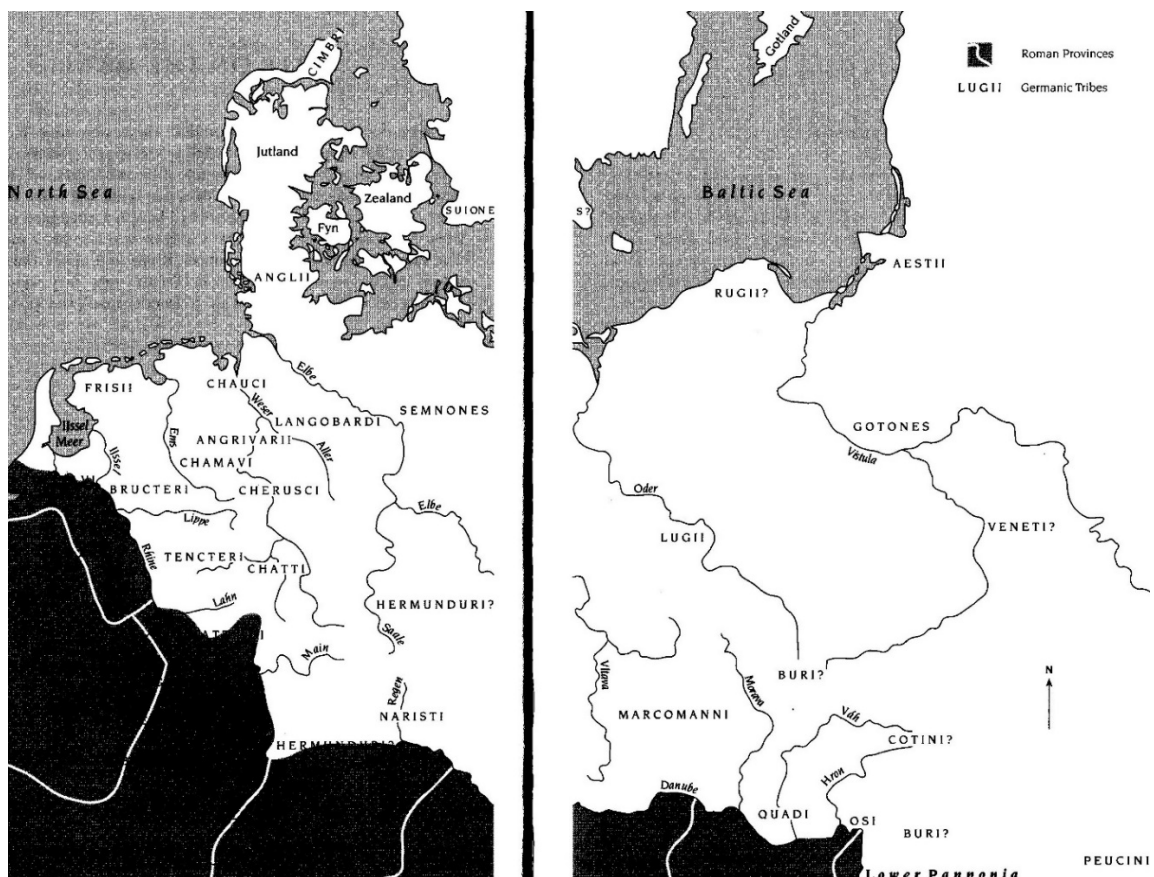 CIMBRI
Jutland
North Sea
Zealand
Fyn
SUIONE
ANGLII
FRISII
CHAUCI
Elbe
Weser
LANGOBARDI
SEMNONES
IJssel
Meer
IJssel
Ems
ANGRIVARII
Aller
CHAMAVI
BRUCTERI
CHERUSCI
Elbe
Lippe
Rhine
TENCTERI
CHATTI
Lahn
HERMUNDURI?
Saale
Main
Regen
NARISTI
HERMUNDURI?
Gotland
Roman Provinces
LUGII Germanic Tribes
Baltic Sea
S?
AESTII
RUGII?
GOTONES
Vistula
Oder
LUGII
VENETI?
N
Vltava
Morava
BURI?
MARCOMANNI
Váh
COTINI?
Hron
Danube
QUADI
OSI
BURI?
PEUCINI
Lower Pannonia